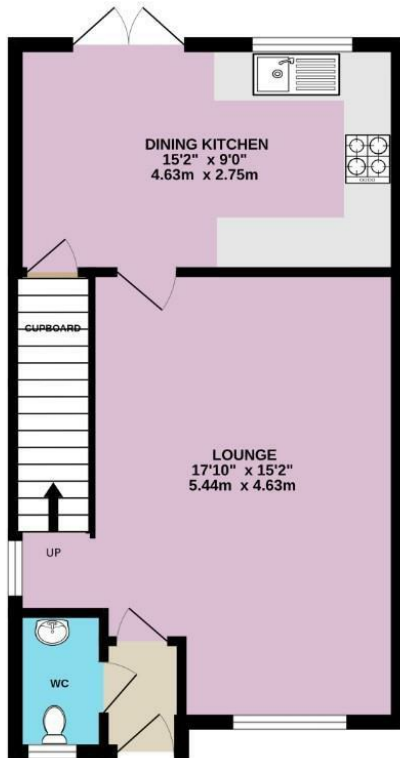 DINING KITCHEN
15'2" x 9'0"
4.63m x 2.75m
CUPBOARD
LOUNGE
17'10" x 15'2"
5.44m x 4.63m
UP
WC